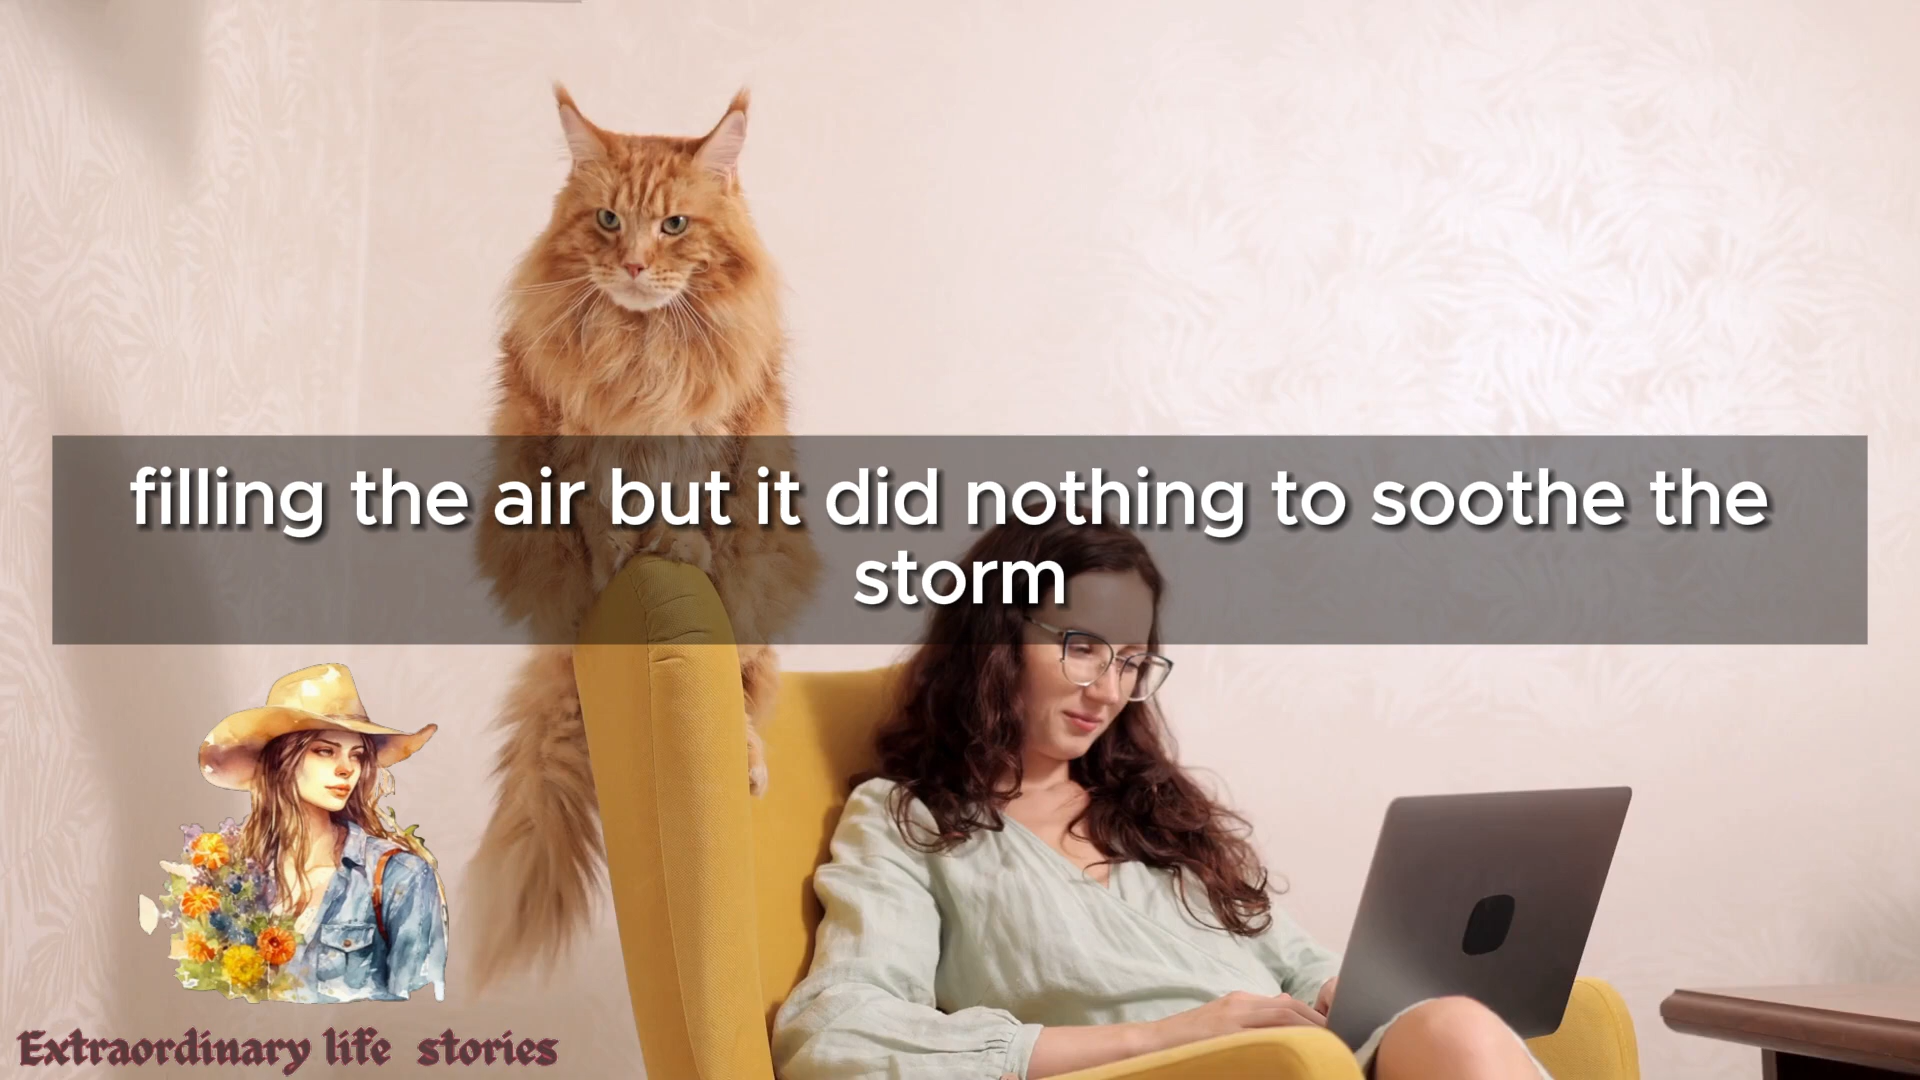 filling the air but it did nothing to soothe the
storm
Extraordinary life stories